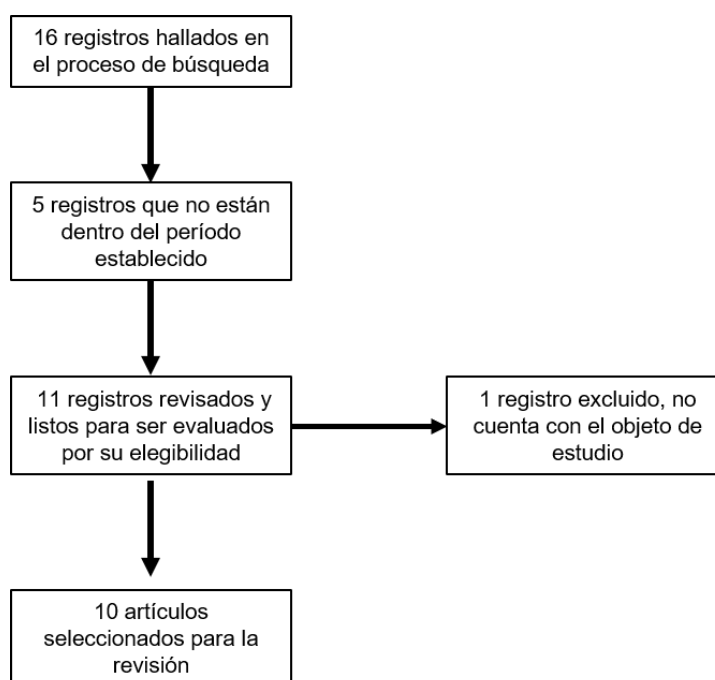 16 registros hallados en
el proceso de búsqueda
5 registros que no están
dentro del período
establecido
11 registros revisados y
listos para ser evaluados
por su elegibilidad
1 registro excluido, no
cuenta con el objeto de
estudio
10 artículos
seleccionados para la
revisión